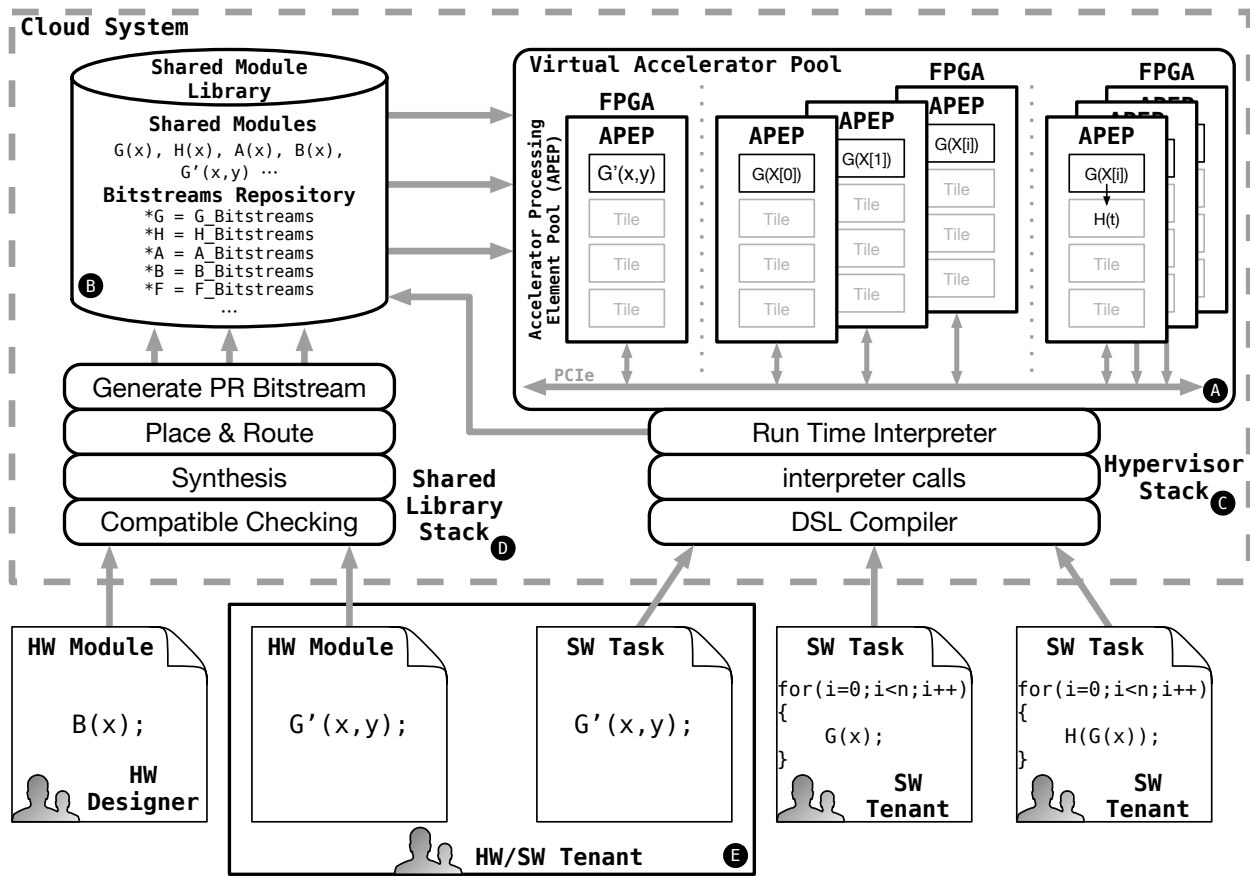 Cloud System
Shared Module
Library
Shared Modules
G(x), H(x), A(x), B(x),
G’(x,y) ⋯
Bitstreams Repository
*G = G_Bitstreams
*H = H_Bitstreams
*A = A_Bitstreams
*B = B_Bitstreams
*F = F_Bitstreams
…
B
Generate PR Bitstream
Place & Route
Synthesis
Compatible Checking
Shared
Library
Stack
D
Virtual Accelerator Pool
Accelerator Processing
Element Pool (APEP)
FPGA
APEP
G’(x,y)
Tile
Tile
Tile
APEP
G(X[0])
Tile
Tile
Tile
APEP
G(X[1])
Tile
Tile
Tile
FPGA
APEP
G(X[i])
Tile
Tile
Tile
FPGA
APEP
G(X[i])
H(t)
Tile
Tile
PCIe
A
Run Time Interpreter
interpreter calls
DSL Compiler
Hypervisor
Stack
C
HW Module
B(x);
HW
Designer
HW Module
G’(x,y);
SW Task
G’(x,y);
HW/SW Tenant
E
SW Task
for(i=0;i<n;i++)
{
G(x);
}
SW
Tenant
SW Task
for(i=0;i<n;i++)
{
H(G(x));
}
SW
Tenant